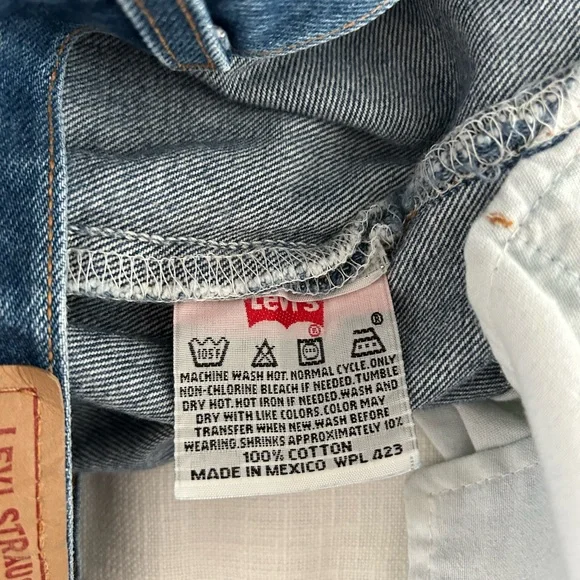 Levi's
105F
MACHINE WASH HOT. NORMAL CYCLE.ONLY
NON-CHLORINE BLEACH IF NEEDED.TUMBLE
DRY HOT. HOT IRON IF NEEDED.WASH AND
DRY WITH LIKE COLORS. COLOR MAY
TRANSFER WHEN NEW.WASH BEFORE
WEARING.SHRINKS APPROXIMATELY 10%
100% COTTON
MADE IN MEXICO WPL 423
LEVI STRAU